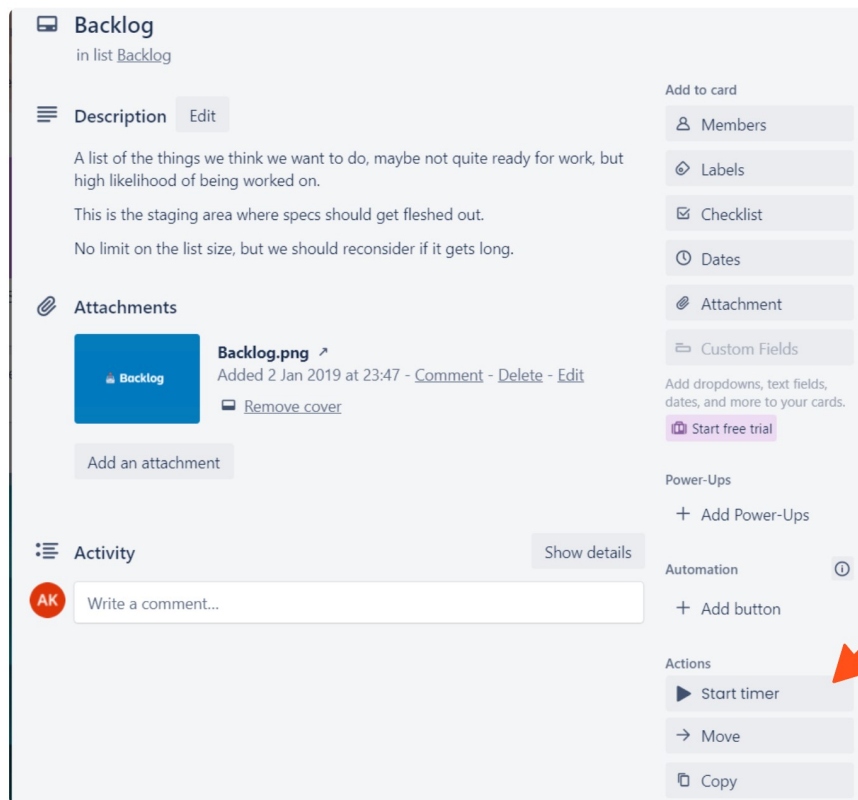 Backlog
in list Backlog
Description Edit
A list of the things we think we want to do, maybe not quite ready for work, but
high likelihood of being worked on.
This is the staging area where specs should get fleshed out.
No limit on the list size, but we should reconsider if it gets long.
Attachments
Backlog
Backlog.png ↗
Added 2 Jan 2019 at 23:47 - Comment - Delete - Edit
Remove cover
Add an attachment
Activity
Show details
AK
Write a comment...
Add to card
Members
Labels
Checklist
Dates
Attachment
Custom Fields
Add dropdowns, text fields,
dates, and more to your cards.
Start free trial
Power-Ups
+ Add Power-Ups
Automation
+ Add button
Actions
Start timer
→ Move
Copy